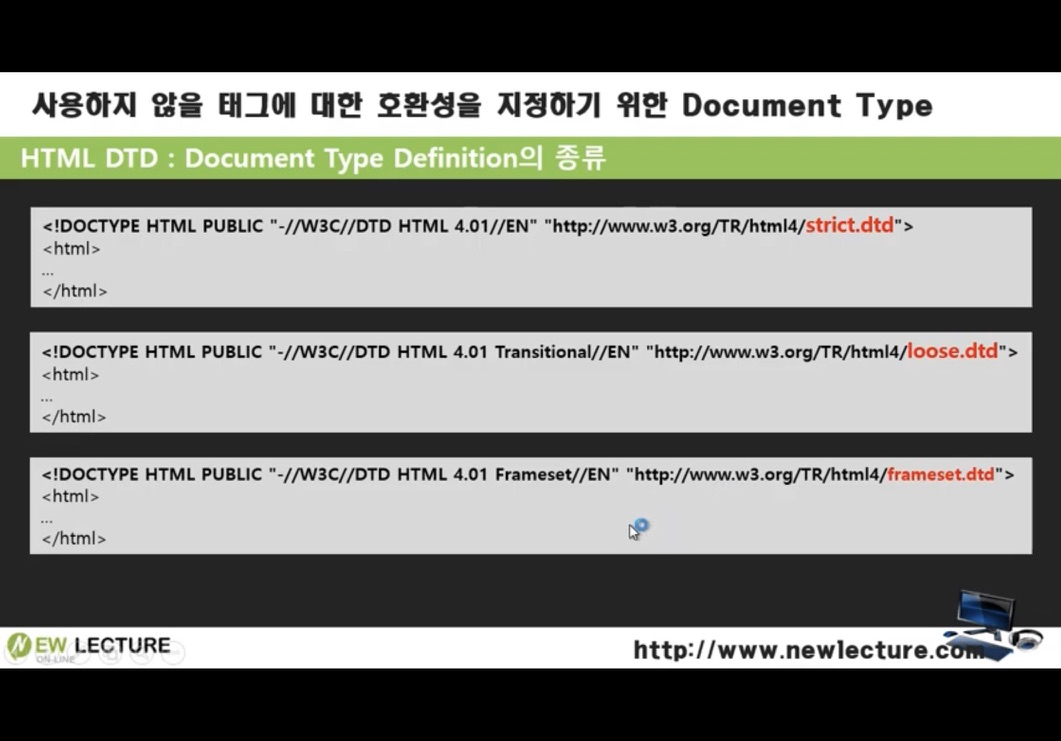 사용하지 않을 태그에 대한 호환성을 지정하기 위한 Document Type
HTML DTD : Document Type Definition의 종류
<!DOCTYPE HTML PUBLIC "-//W3C//DTD HTML 4.01//EN" "http://www.w3.org/TR/html4/strict.dtd">
<html>
...
</html>
<!DOCTYPE HTML PUBLIC "-//W3C//DTD HTML 4.01 Transitional//EN" "http://www.w3.org/TR/html4/loose.dtd">
<html>
...
</html>
<!DOCTYPE HTML PUBLIC "-//W3C//DTD HTML 4.01 Frameset//EN" "http://www.w3.org/TR/html4/frameset.dtd">
<html>
...
</html>
NEW LECTURE
ON-LINE
http://www.newlecture.com